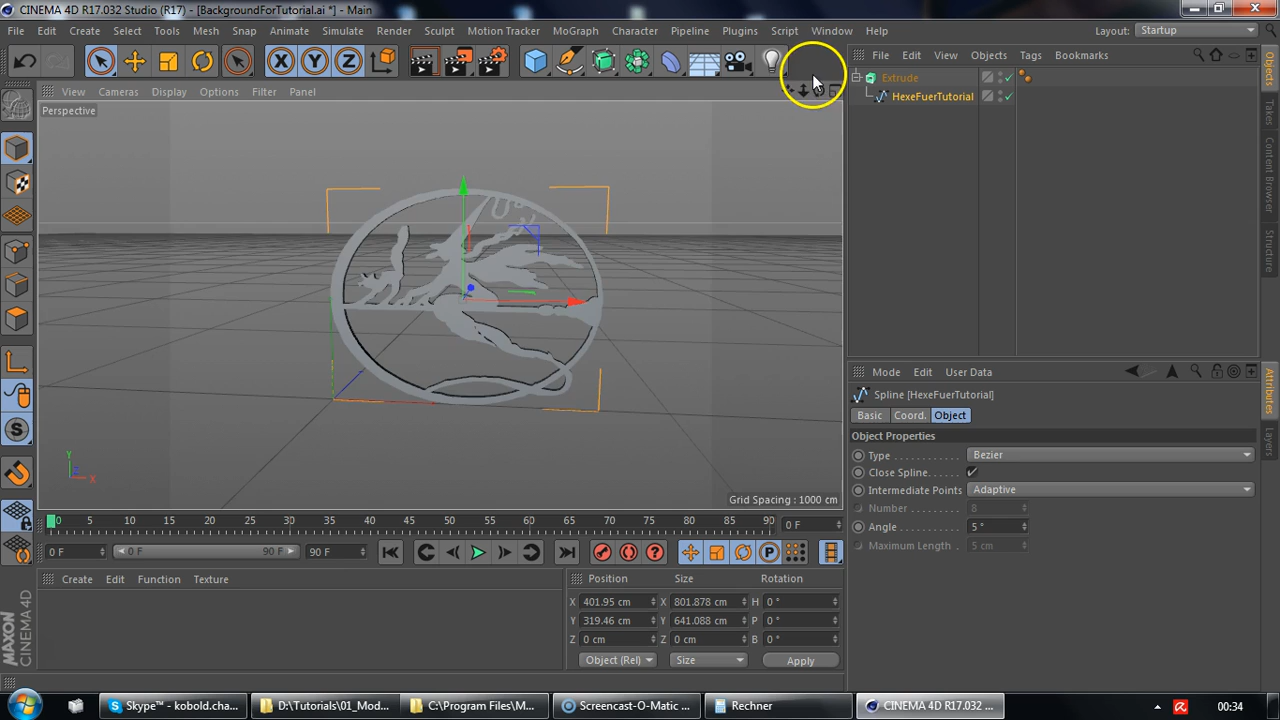 CINEMA 4D R17.032 Studio (R17) - [BackgroundForTutorial.ai *] - Main
File Edit Create Select Tools Mesh Snap Animate Simulate Render Sculpt Motion Tracker MoGraph Character Pipeline Plugins Script Window Help Layout: Startup
X Y Z
File Edit View Objects Tags Bookmarks
View Cameras Display Options Filter Panel
Extrude
HexeFuerTutorial
Perspective
Objects
Takes
Content Browser
Structure
Mode Edit User Data
Spline [HexeFuerTutorial]
Basic Coord. Object
Object Properties
Type Bezier
Close Spline
Intermediate Points Adaptive
Number 8
Angle 5 °
Maximum Length 5 cm
Attributes
Layers
S
Y
Z
X
Grid Spacing : 1000 cm
0 5 10 15 20 25 30 35 40 45 50 55 60 65 70 75 80 85 90 0 F
0 F 0 F 90 F 90 F P
Create Edit Function Texture
Position Size Rotation
X 401.95 cm X 801.878 cm H 0 °
Y 319.46 cm Y 641.088 cm P 0 °
Z 0 cm Z 0 cm B 0 °
Object (Rel) Size Apply
MAXON CINEMA 4D
Skype™ - kobold.cha... D:\Tutorials\01_Mod... C:\Program Files\M... Screencast-O-Matic ... Rechner CINEMA 4D R17.032 ... 00:34